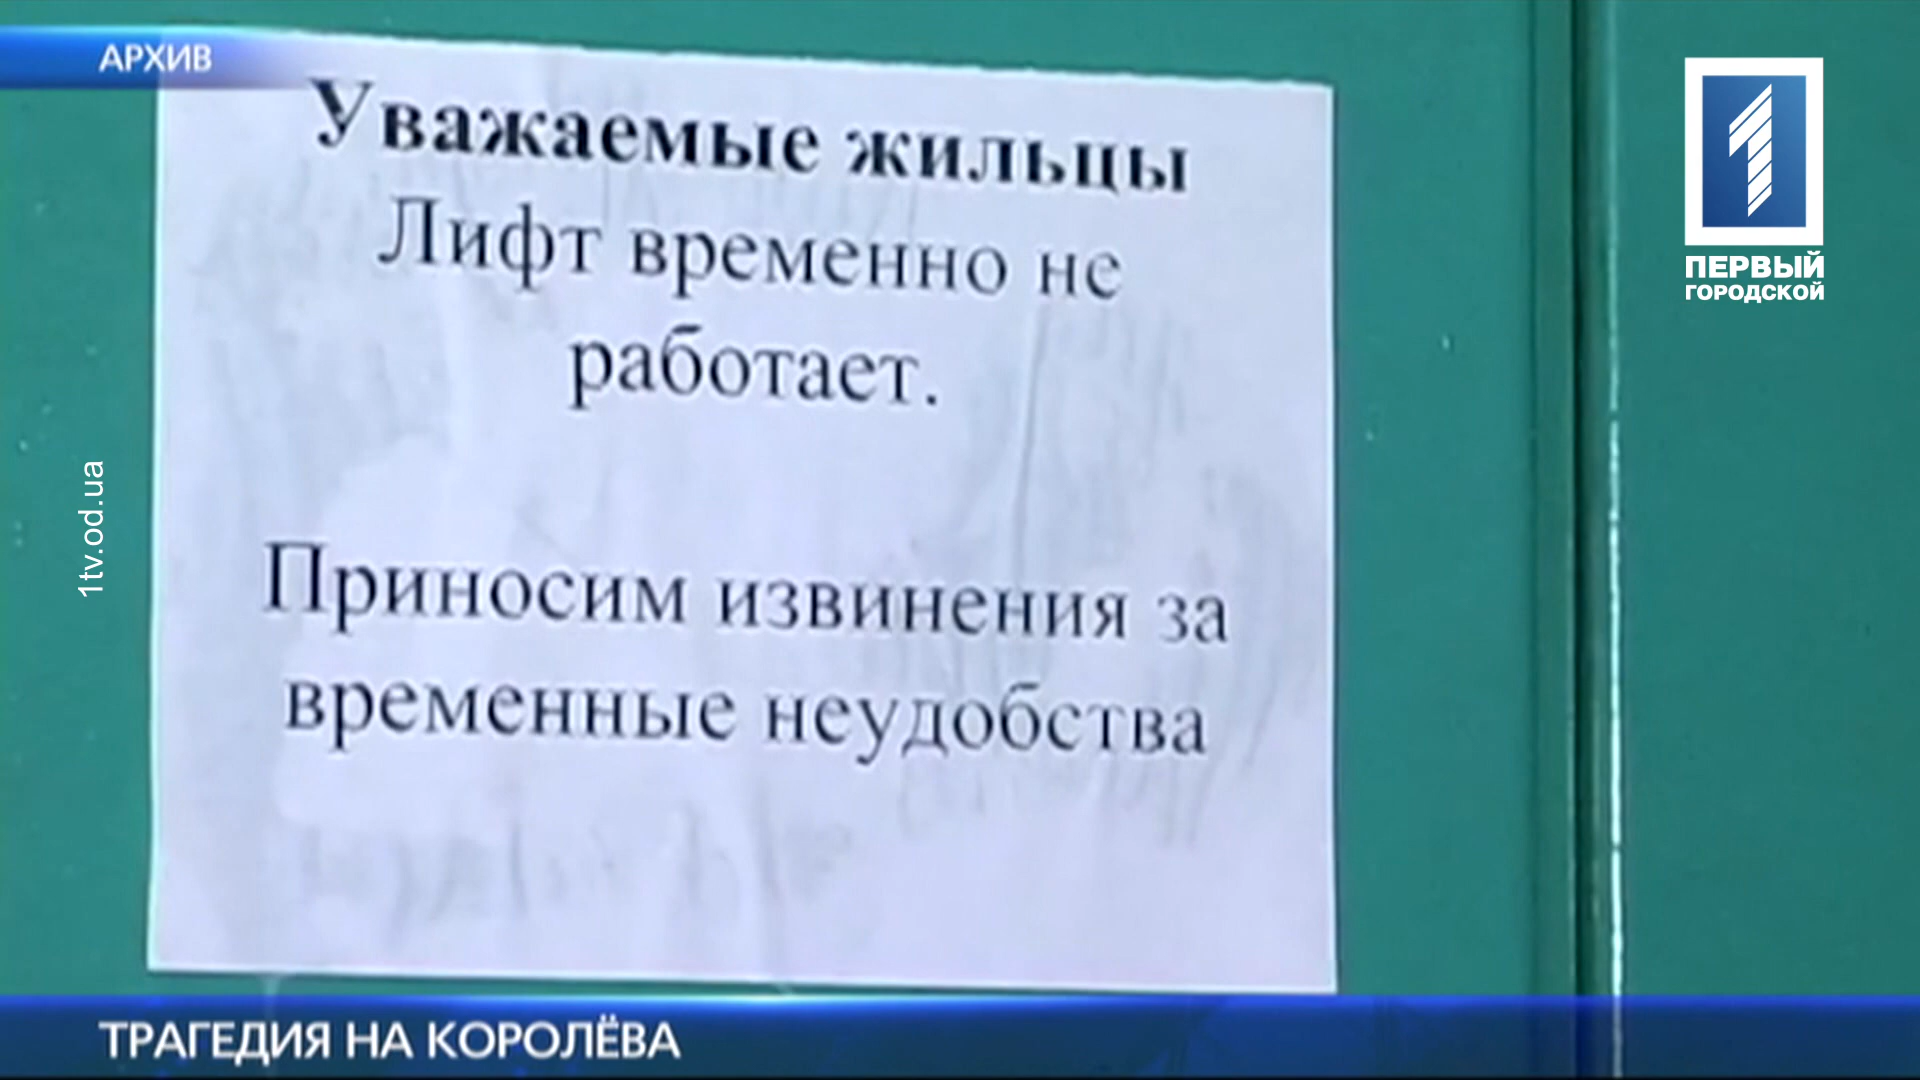 АРХИВ
Уважаемые жильцы
Лифт временно не
работает.
Приносим извинения за
временные неудобства
1tv.od.ua
1
ПЕРВЫЙ
ГОРОДСКОЙ
ТРАГЕДИЯ НА КОРОЛЁВА